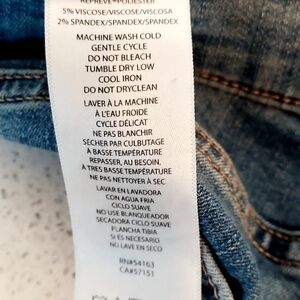 REPREVE®POLYESTER
5% VISCOSE/VISCOSE/VISCOSA
2% SPANDEX/SPANDEX/SPANDEX
MACHINE WASH COLD
GENTLE CYCLE
DO NOT BLEACH
TUMBLE DRY LOW
COOL IRON
DO NOT DRYCLEAN
LAVER À LA MACHINE
À L'EAU FROIDE
CYCLE DÉLICAT
NE PAS BLANCHIR
SÉCHER PAR CULBUTAGE
À BASSE TEMPÉRATURE
REPASSER, AU BESOIN,
À TRES BASSE TEMPÉRATURE
NE PAS NETTOYER À SEC
LAVAR EN LAVADORA
CON AGUA FRIA
CICLO SUAVE
NO USE BLANQUEADOR
SECADORA CICLO SUAVE
PLANCHA TIBIA
SI ES NECESARIO
NO LAVE EN SECO
RN#54163
CA#57151